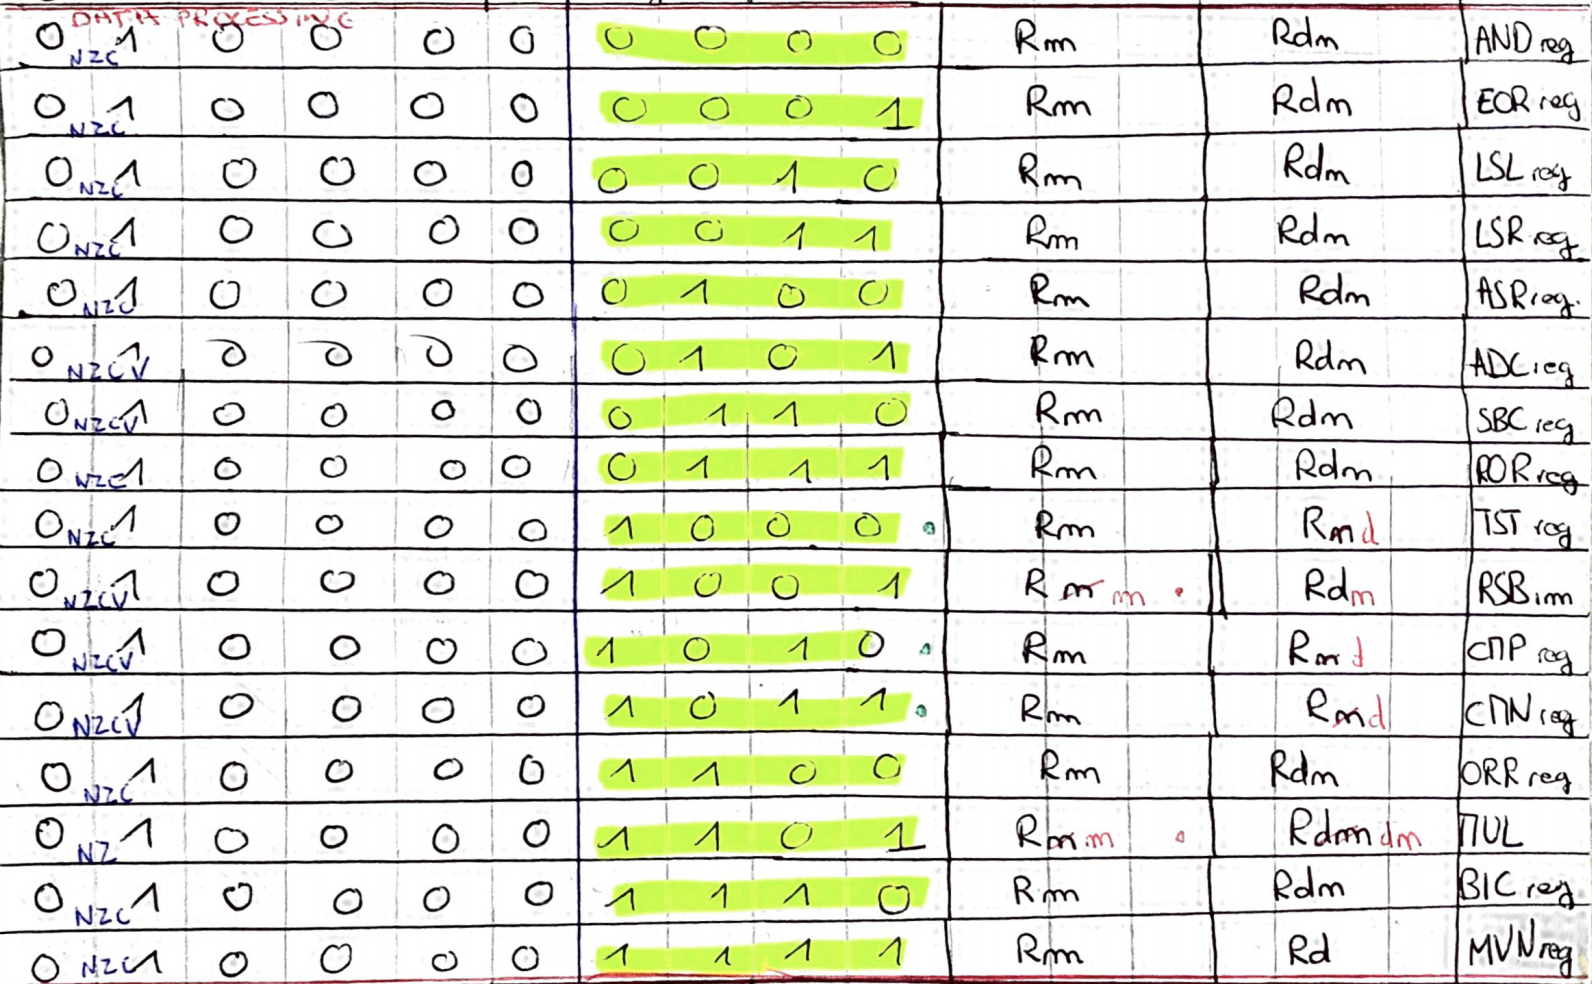 DATA PROCESSING
0 NZC 1 0 0 0 0 0 0 0 0 Rm Rdm AND reg
0 NZC 1 0 0 0 0 0 0 0 1 Rm Rdm EOR reg
0 NZC 1 0 0 0 0 0 0 1 0 Rm Rdm LSL reg
0 NZC 1 0 0 0 0 0 0 1 1 Rm Rdm LSR reg
0 NZC 1 0 0 0 0 0 1 0 0 Rm Rdm ASR reg.
0 NZCV 1 0 0 0 0 0 1 0 1 Rm Rdm ADC reg
0 NZCV 1 0 0 0 0 0 1 1 0 Rm Rdm SBC reg
0 NZC 1 0 0 0 0 0 1 1 1 Rm Rdm ROR reg
0 NZC 1 0 0 0 0 1 0 0 0 Rm Rmd TST reg
0 NZCV 1 0 0 0 0 1 0 0 1 R m Rdm RSB im
0 NZCV 1 0 0 0 0 1 0 1 0 Rm Rmd CMP reg
0 NZCV 1 0 0 0 0 1 0 1 1 Rm Rmd CMN reg
0 NZC 1 0 0 0 0 1 1 0 0 Rm Rdm ORR reg
0 NZ 1 0 0 0 0 1 1 0 1 Rm Rdm dm MUL
0 NZC 1 0 0 0 0 1 1 1 0 Rm Rdm BIC reg
0 NZC 1 0 0 0 0 1 1 1 1 Rm Rd MVN reg